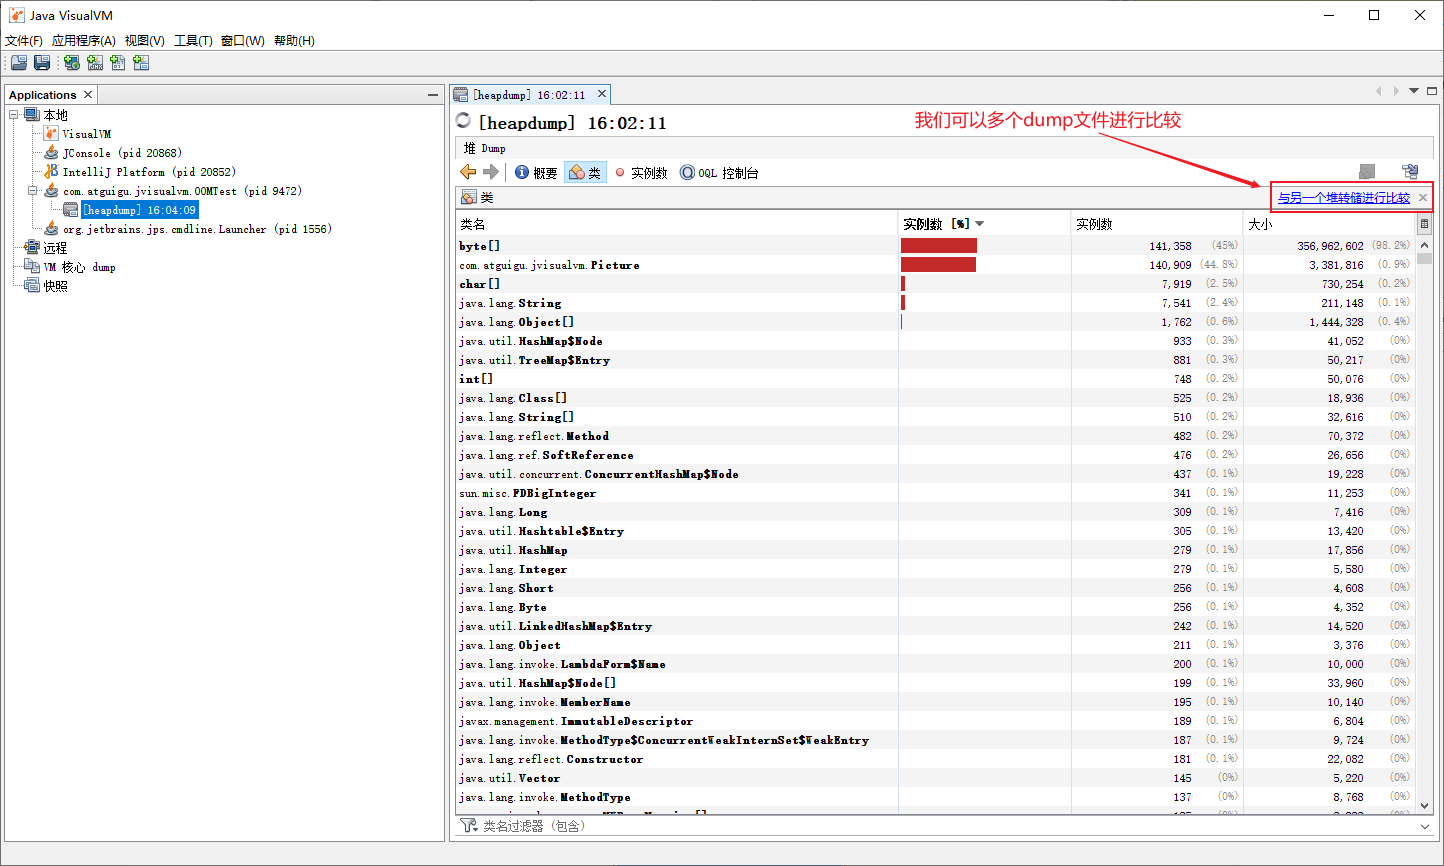 Java VisualVM
文件(F) 应用程序(A) 视图(V) 工具(T) 窗口(W) 帮助(H)
Applications
本地
VisualVM
JConsole (pid 20868)
IntelliJ Platform (pid 20852)
com.atguigu.jvisualvm.OOMTest (pid 9472)
[heapdump] 16:04:09
org.jetbrains.jps.cmdline.Launcher (pid 1556)
远程
VM 核心 dump
快照
[heapdump] 16:02:11
[heapdump] 16:02:11
我们可以多个dump文件进行比较
堆 Dump
概要 类 实例数 OQL 控制台
类 与另一个堆转储进行比较
类名 实例数 [%] 实例数 大小
byte[] 141,358 (45%) 356,962,602 (98.2%)
com.atguigu.jvisualvm.Picture 140,909 (44.8%) 3,381,816 (0.9%)
char[] 7,919 (2.5%) 730,254 (0.2%)
java.lang.String 7,541 (2.4%) 211,148 (0.1%)
java.lang.Object[] 1,762 (0.6%) 1,444,328 (0.4%)
java.util.HashMap$Node 933 (0.3%) 41,052 (0%)
java.util.TreeMap$Entry 881 (0.3%) 50,217 (0%)
int[] 748 (0.2%) 50,076 (0%)
java.lang.Class[] 525 (0.2%) 18,936 (0%)
java.lang.String[] 510 (0.2%) 32,616 (0%)
java.lang.reflect.Method 482 (0.2%) 70,372 (0%)
java.lang.ref.SoftReference 476 (0.2%) 26,656 (0%)
java.util.concurrent.ConcurrentHashMap$Node 437 (0.1%) 19,228 (0%)
sun.misc.FDBigInteger 341 (0.1%) 11,253 (0%)
java.lang.Long 309 (0.1%) 7,416 (0%)
java.util.Hashtable$Entry 305 (0.1%) 13,420 (0%)
java.util.HashMap 279 (0.1%) 17,856 (0%)
java.lang.Integer 279 (0.1%) 5,580 (0%)
java.lang.Short 256 (0.1%) 4,608 (0%)
java.lang.Byte 256 (0.1%) 4,352 (0%)
java.util.LinkedHashMap$Entry 242 (0.1%) 14,520 (0%)
java.lang.Object 211 (0.1%) 3,376 (0%)
java.lang.invoke.LambdaForm$Name 200 (0.1%) 10,000 (0%)
java.util.HashMap$Node[] 199 (0.1%) 33,960 (0%)
java.lang.invoke.MemberName 195 (0.1%) 10,140 (0%)
javax.management.ImmutableDescriptor 189 (0.1%) 6,804 (0%)
java.lang.invoke.MethodType$ConcurrentWeakInternSet$WeakEntry 187 (0.1%) 9,724 (0%)
java.lang.reflect.Constructor 181 (0.1%) 22,082 (0%)
java.util.Vector 145 (0%) 5,220 (0%)
java.lang.invoke.MethodType 137 (0%) 8,768 (0%)
类名过滤器 (包含)